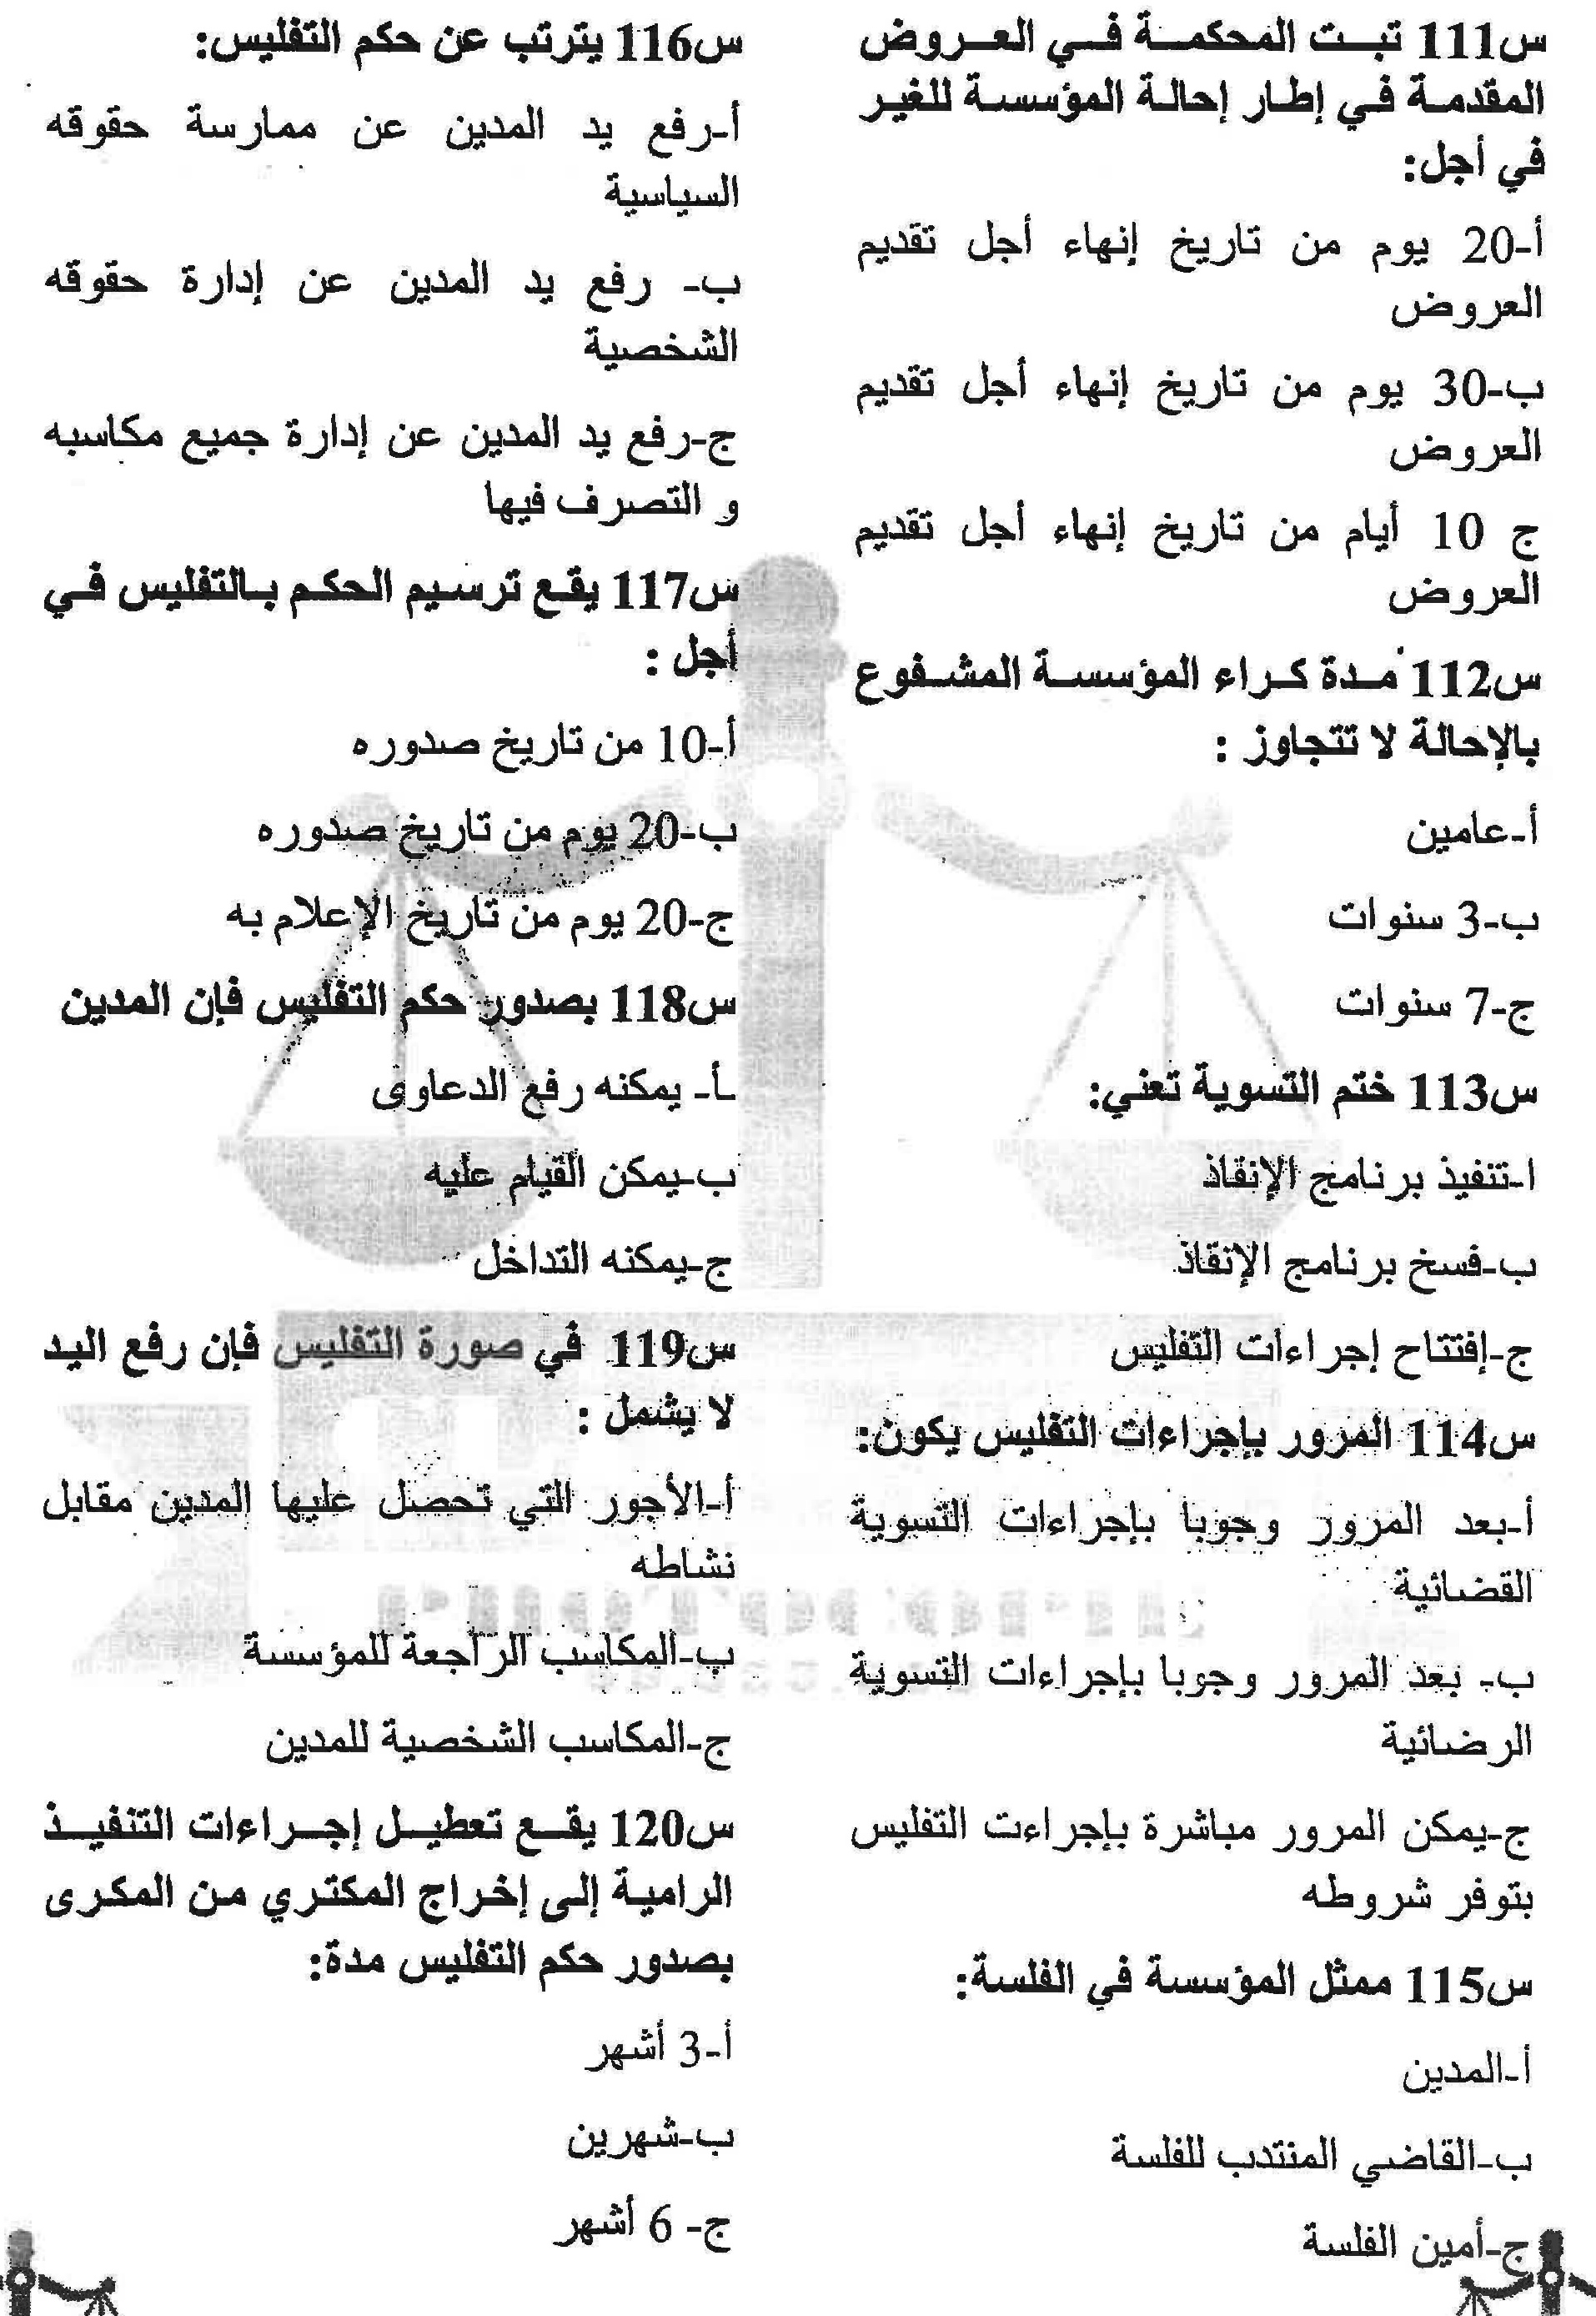 س111 تبت المحكمة في العروض
المقدمة في إطار إحالة المؤسسة للغير
في أجل:
أ-20 يوم من تاريخ إنهاء أجل تقديم
العروض
ب-30 يوم من تاريخ إنهاء أجل تقديم
العروض
ج 10 أيام من تاريخ إنهاء أجل تقديم
العروض
س112 مدة كراء المؤسسة المشفوع
بالإحالة لا تتجاوز :
أ-عامين
ب-3 سنوات
ج-7 سنوات
س113 ختم التسوية تعني:
ا-تنفيذ برنامج الإنقاذ
ب-فسخ برنامج الإنقاذ
ج-إفتتاح إجراءات التفليس
س114 المرور بإجراءات التفليس يكون:
أ-بعد المرور وجوبا بإجراءات التسوية
القضائية
ب- بعد المرور وجوبا بإجراءات التسوية
الرضائية
ج-يمكن المرور مباشرة بإجراءت التفليس
بتوفر شروطه
س115 ممثل المؤسسة في الفلسة:
أ-المدين
ب-القاضي المنتدب للفلسة
ج-أمين الفلسة
س116 يترتب عن حكم التفليس:
أ-رفع يد المدين عن ممارسة حقوقه
السياسية
ب- رفع يد المدين عن إدارة حقوقه
الشخصية
ج-رفع يد المدين عن إدارة جميع مكاسبه
و التصرف فيها
س117 يقع ترسيم الحكم بالتفليس في
أجل :
أ-10 من تاريخ صدوره
ب-20 يوم من تاريخ صدوره
ج-20 يوم من تاريخ الإعلام به
س118 بصدور حكم التفليس فإن المدين
أ- يمكنه رفع الدعاوى
ب-يمكن القيام عليه
ج-يمكنه التداخل
س119 في صورة التفليس فإن رفع اليد
لا يشمل :
أ-الأجور التي تحصل عليها المدين مقابل
نشاطه
ب-المكاسب الراجعة للمؤسسة
ج-المكاسب الشخصية للمدين
س120 يقع تعطيل إجراءات التنفيذ
الرامية إلى إخراج المكتري من المكرى
بصدور حكم التفليس مدة:
أ-3 أشهر
ب-شهرين
ج- 6 أشهر